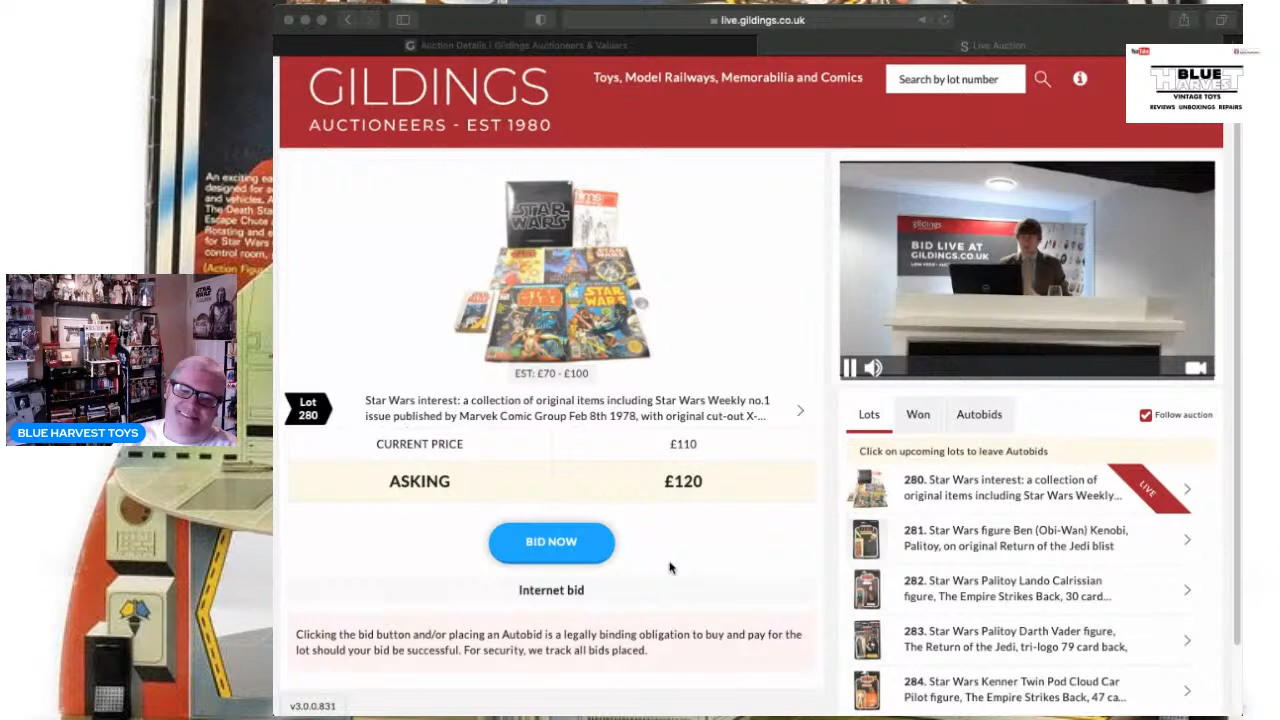 live.gildings.co.uk
Auction Details | Gildings Auctioneers & Valuers
Live Auction
GILDINGS
AUCTIONEERS - EST 1980
Toys, Model Railways, Memorabilia and Comics
Search by lot number
BLUE
HARVEST
VINTAGE TOYS
REVIEWS UNBOXINGS REPAIRS
An exciting
designed for
and vehicles. A
The Death Sta
Escape Chute a
Rotating and e
for Star Wars
control room,
(Action Figur
STAR
WARS
films
STAR
WARS
gildings
BID LIVE AT
GILDINGS.CO.UK
EST: £70 - £100
Lot
280
Star Wars interest: a collection of original items including Star Wars Weekly no.1
issue published by Marvek Comic Group Feb 8th 1978, with original cut-out X-...
CURRENT PRICE
£110
ASKING
£120
BID NOW
Internet bid
Clicking the bid button and/or placing an Autobid is a legally binding obligation to buy and pay for the
lot should your bid be successful. For security, we track all bids placed.
v3.0.0.831
BLUE HARVEST TOYS
Lots
Won
Autobids
Follow auction
Click on upcoming lots to leave Autobids
280. Star Wars interest: a collection of
original items including Star Wars Weekly...
LIVE
281. Star Wars figure Ben (Obi-Wan) Kenobi,
Palitoy, on original Return of the Jedi blist
282. Star Wars Palitoy Lando Calrissian
figure, The Empire Strikes Back, 30 card...
283. Star Wars Palitoy Darth Vader figure,
The Return of the Jedi, tri-logo 79 card back,
284. Star Wars Kenner Twin Pod Cloud Car
Pilot figure, The Empire Strikes Back, 47 ca...